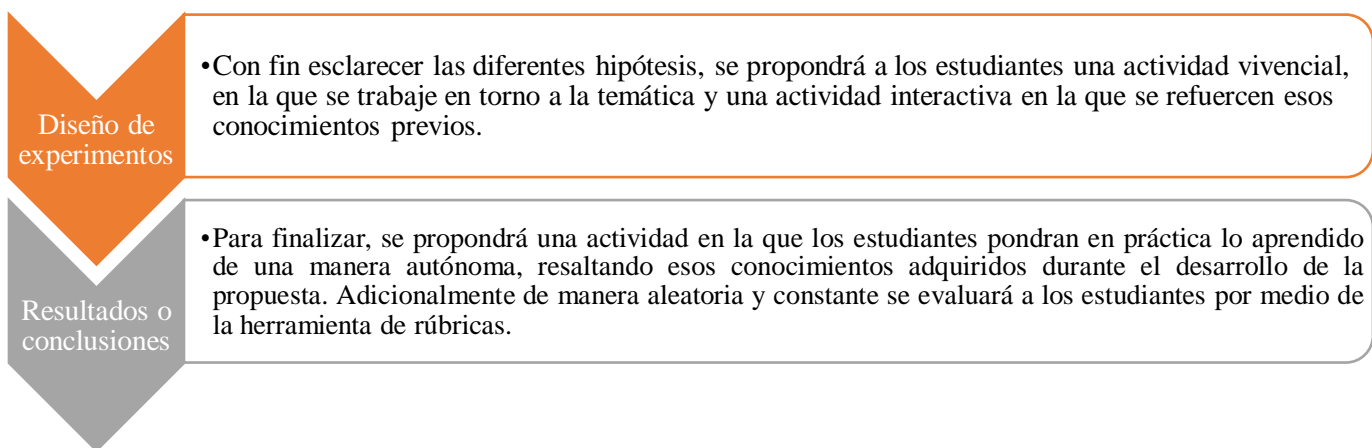 Diseño de
experimentos
•Con fin esclarecer las diferentes hipótesis, se propondrá a los estudiantes una actividad vivencial,
en la que se trabaje en torno a la temática y una actividad interactiva en la que se refuercen esos
conocimientos previos.
Resultados o
conclusiones
•Para finalizar, se propondrá una actividad en la que los estudiantes pondran en práctica lo aprendido
de una manera autónoma, resaltando esos conocimientos adquiridos durante el desarrollo de la
propuesta. Adicionalmente de manera aleatoria y constante se evaluará a los estudiantes por medio de
la herramienta de rúbricas.